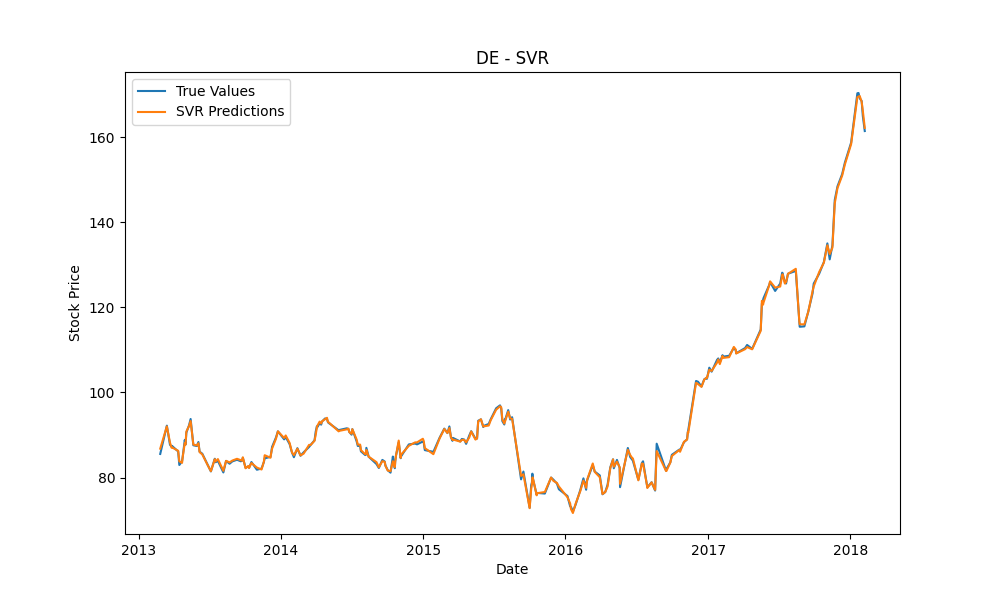 DE - SVR
True Values
SVR Predictions
160
140
120
100
80
Stock Price
2013 2014 2015 2016 2017 2018
Date